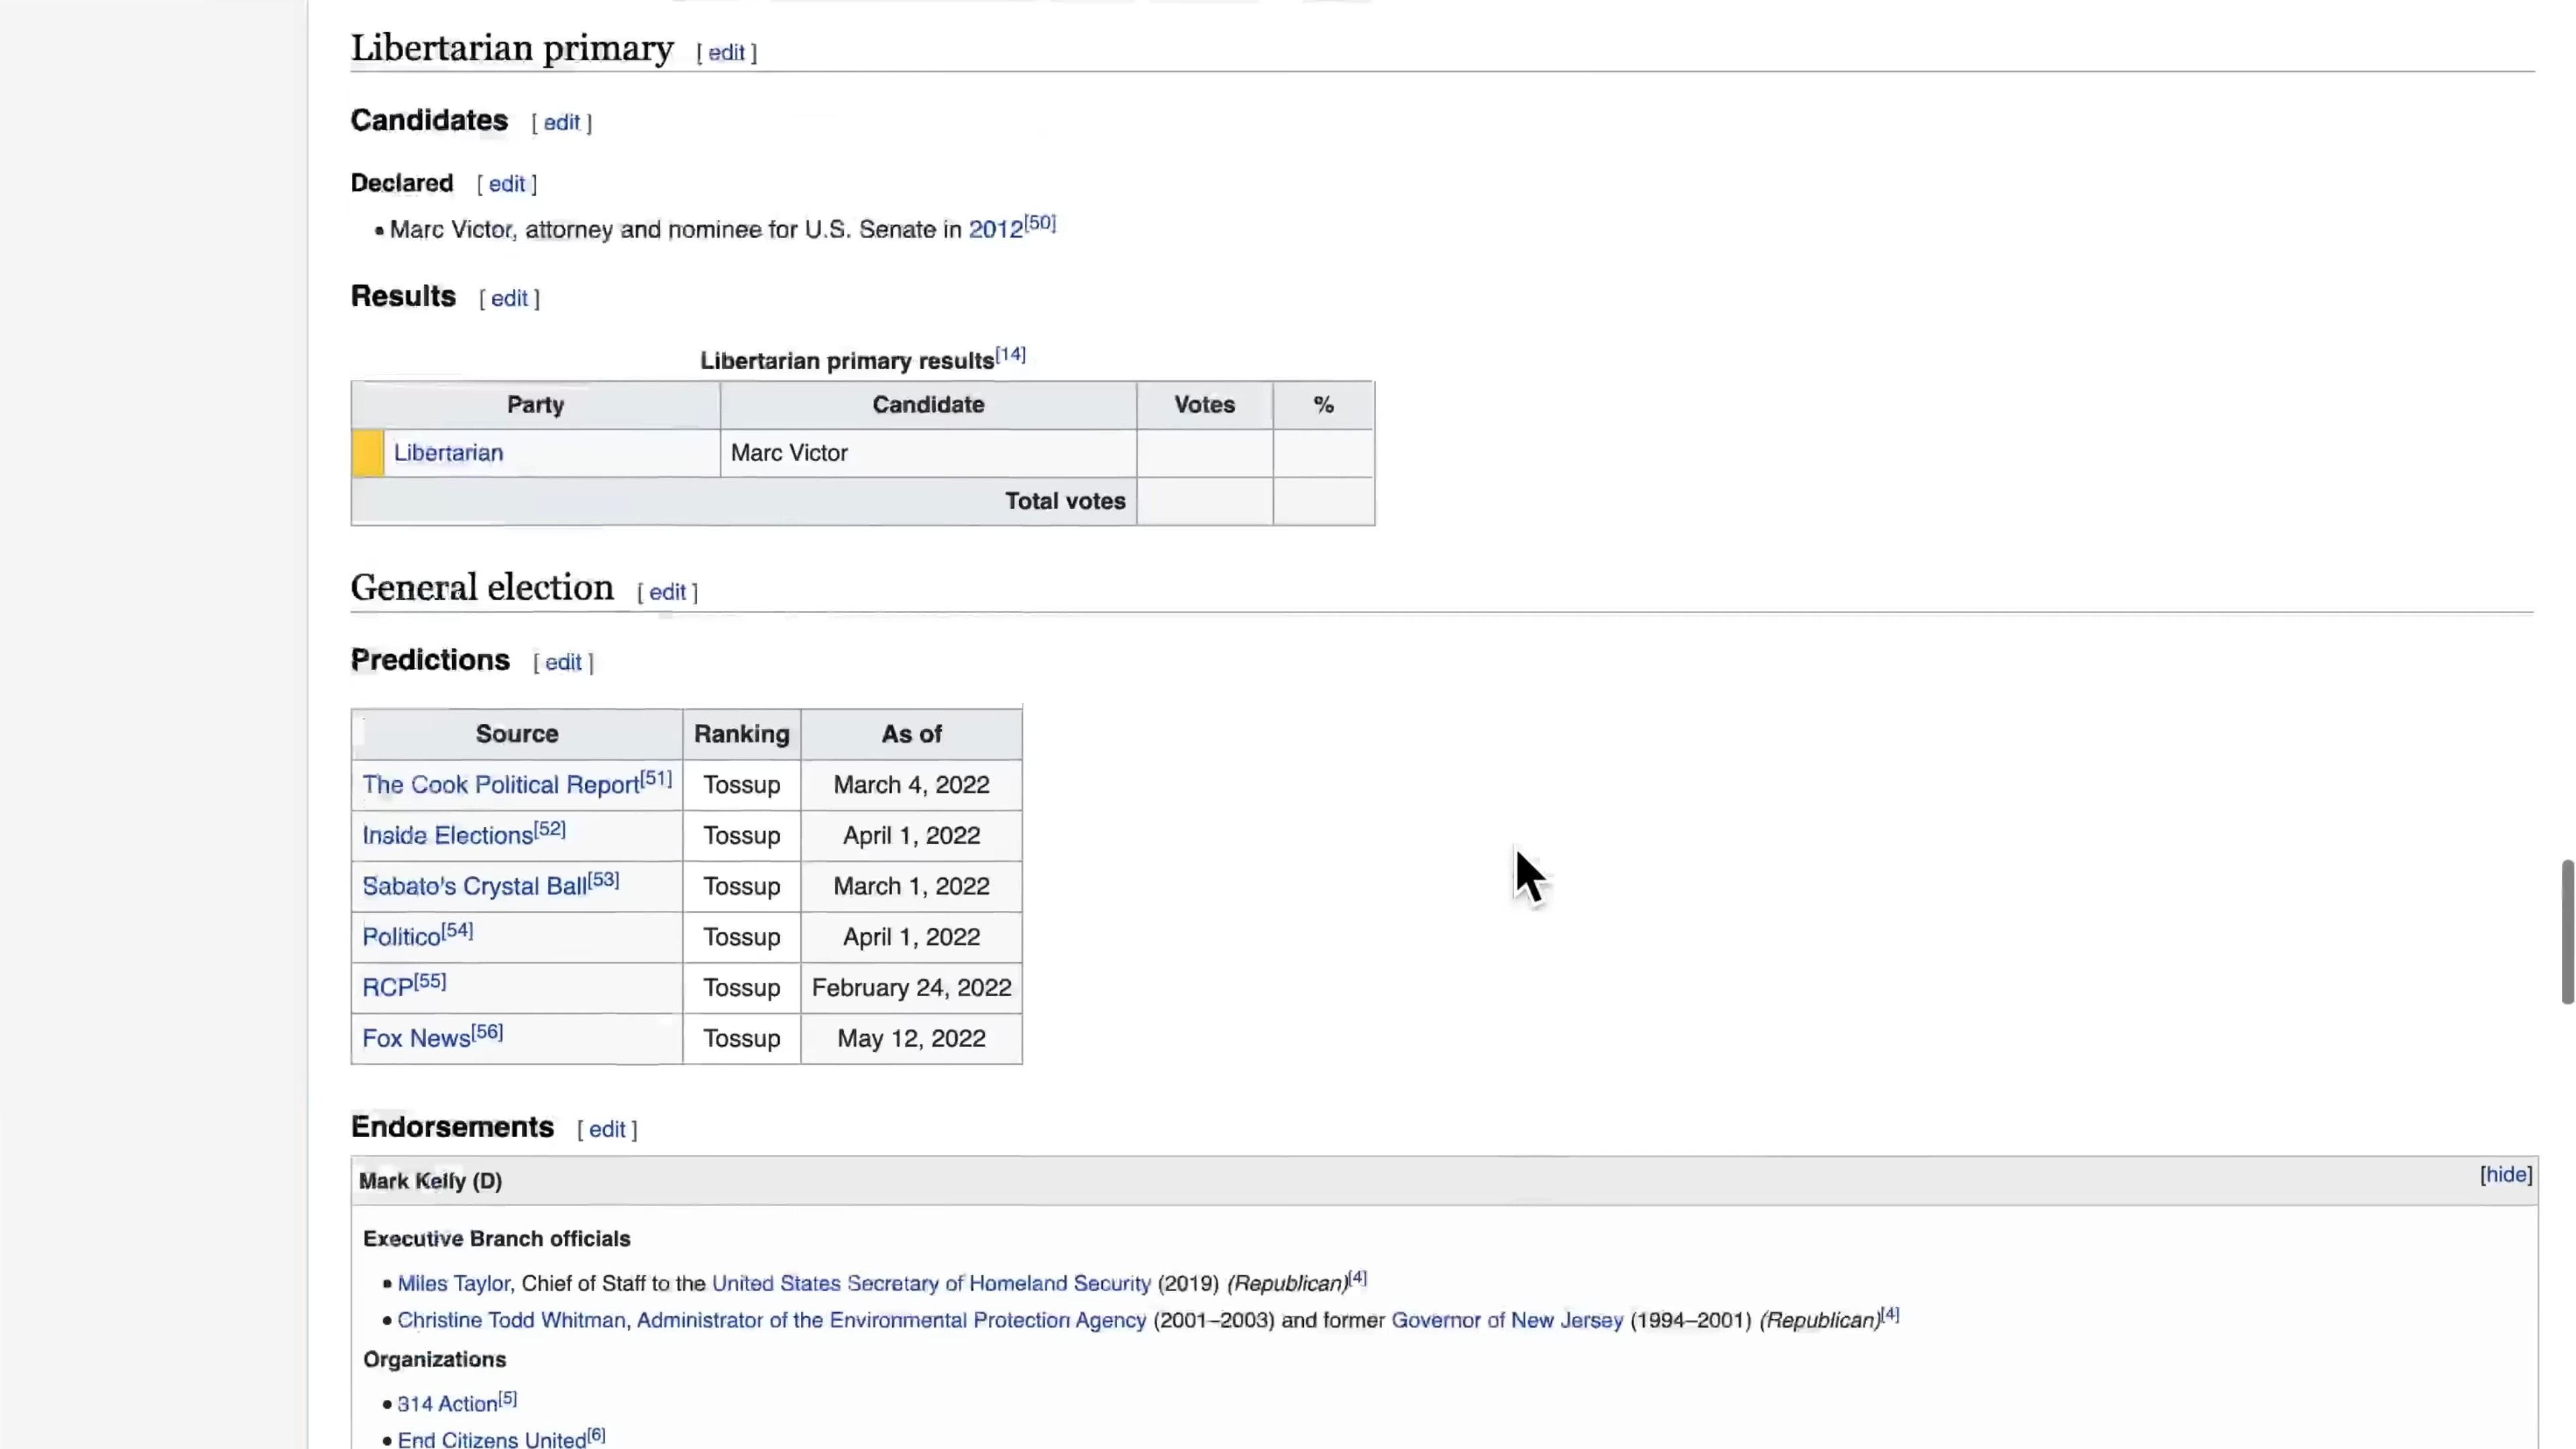 Libertarian primary [ edit ]
Candidates [ edit ]
Declared [ edit ]
• Marc Victor, attorney and nominee for U.S. Senate in 2012[50]
Results [ edit ]
Libertarian primary results[14]
Party Candidate Votes %
Libertarian Marc Victor
Total votes
General election [ edit ]
Predictions [ edit ]
Source Ranking As of
The Cook Political Report[51] Tossup March 4, 2022
Inside Elections[52] Tossup April 1, 2022
Sabato's Crystal Ball[53] Tossup March 1, 2022
Politico[54] Tossup April 1, 2022
RCP[55] Tossup February 24, 2022
Fox News[56] Tossup May 12, 2022
Endorsements [ edit ]
Mark Kelly (D) [hide]
Executive Branch officials
• Miles Taylor, Chief of Staff to the United States Secretary of Homeland Security (2019) (Republican)[4]
• Christine Todd Whitman, Administrator of the Environmental Protection Agency (2001–2003) and former Governor of New Jersey (1994–2001) (Republican)[4]
Organizations
• 314 Action[5]
• End Citizens United[6]